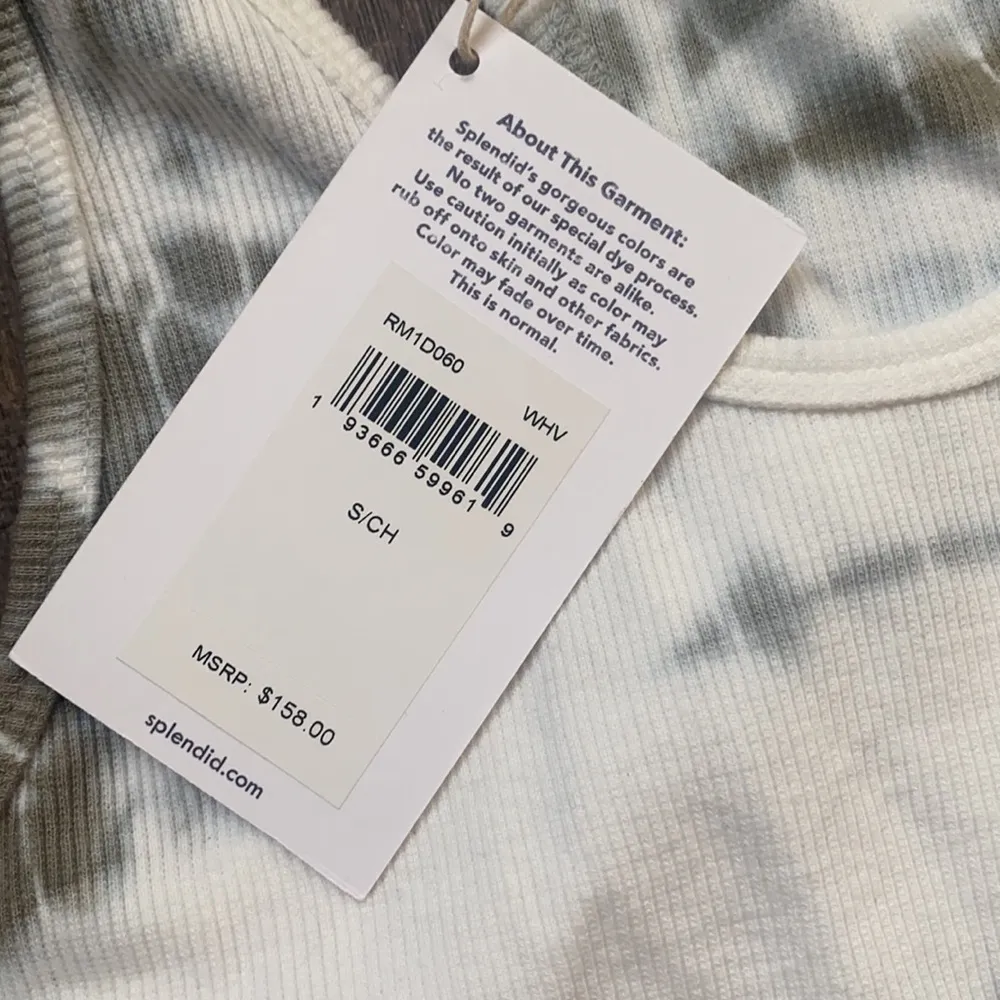 About This Garment:
Splendid's gorgeous colors are
the result of our special dye process.
No two garments are alike.
Use caution initially as color may
rub off onto skin and other fabrics.
Color may fade over time.
This is normal.
RM1D060
WHV
1 93666 59961 9
S/CH
MSRP: $158.00
splendid.com